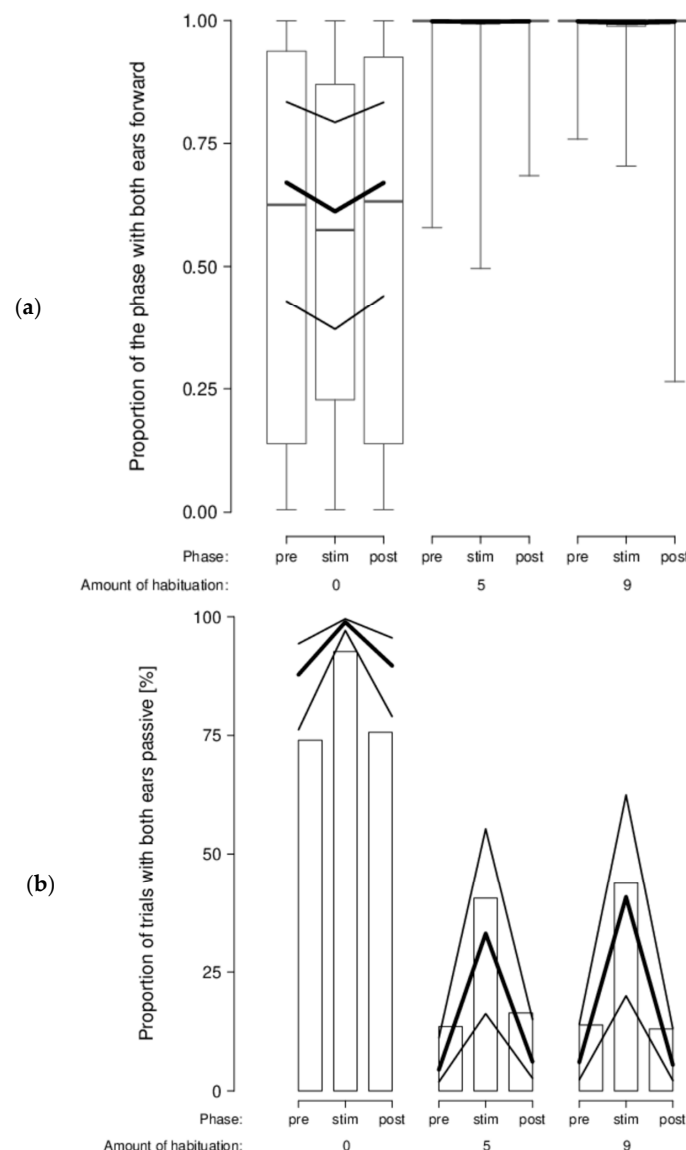 (a)
Proportion of the phase with both ears forward
1.00
0.75
0.50
0.25
0.00
Phase: pre stim post pre stim post pre stim post
Amount of habituation: 0 5 9
(b)
Proportion of trials with both ears passive [%]
100
75
50
25
0
Phase: pre stim post pre stim post pre stim post
Amount of habituation: 0 5 9